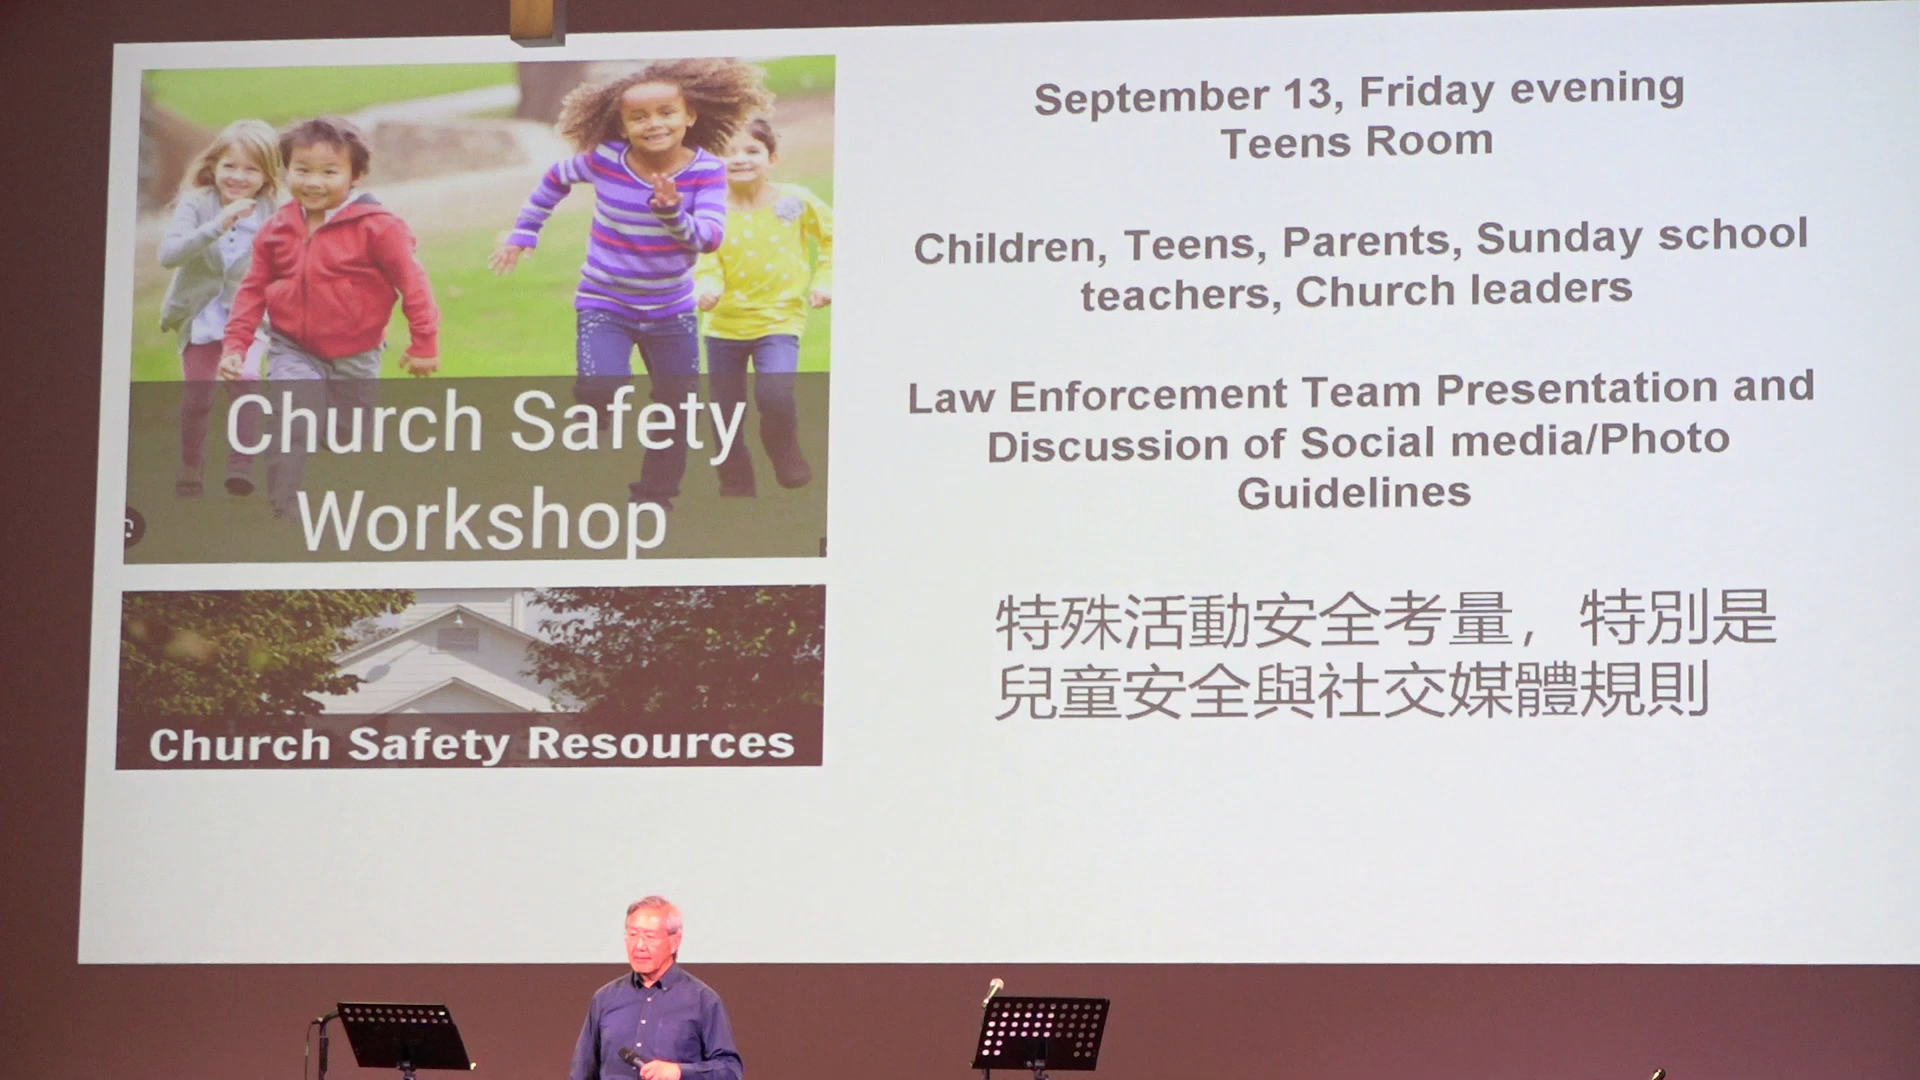 Church Safety
Workshop
Church Safety Resources
September 13, Friday evening
Teens Room
Children, Teens, Parents, Sunday school
teachers, Church leaders
Law Enforcement Team Presentation and
Discussion of Social media/Photo
Guidelines
特殊活動安全考量，特別是
兒童安全與社交媒體規則